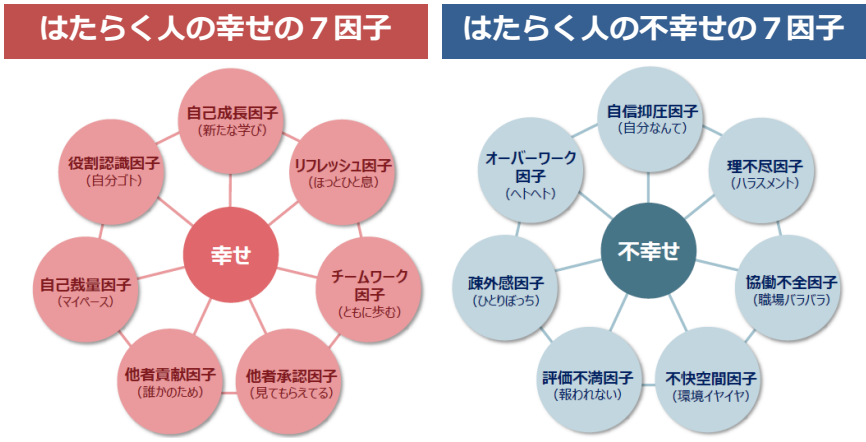 はたらく人の幸せの７因子
自己成長因子
(新たな学び)
リフレッシュ因子
(ほっとひと息)
チームワーク
因子
(ともに歩む)
他者承認因子
(見てもらえてる)
他者貢献因子
(誰かのため)
自己裁量因子
(マイペース)
役割認識因子
(自分ゴト)
幸せ
はたらく人の不幸せの７因子
自信抑圧因子
(自分なんて)
理不尽因子
(ハラスメント)
協働不全因子
(職場バラバラ)
不快空間因子
(環境イヤイヤ)
評価不満因子
(報われない)
疎外感因子
(ひとりぼっち)
オーバーワーク
因子
(ヘトヘト)
不幸せ